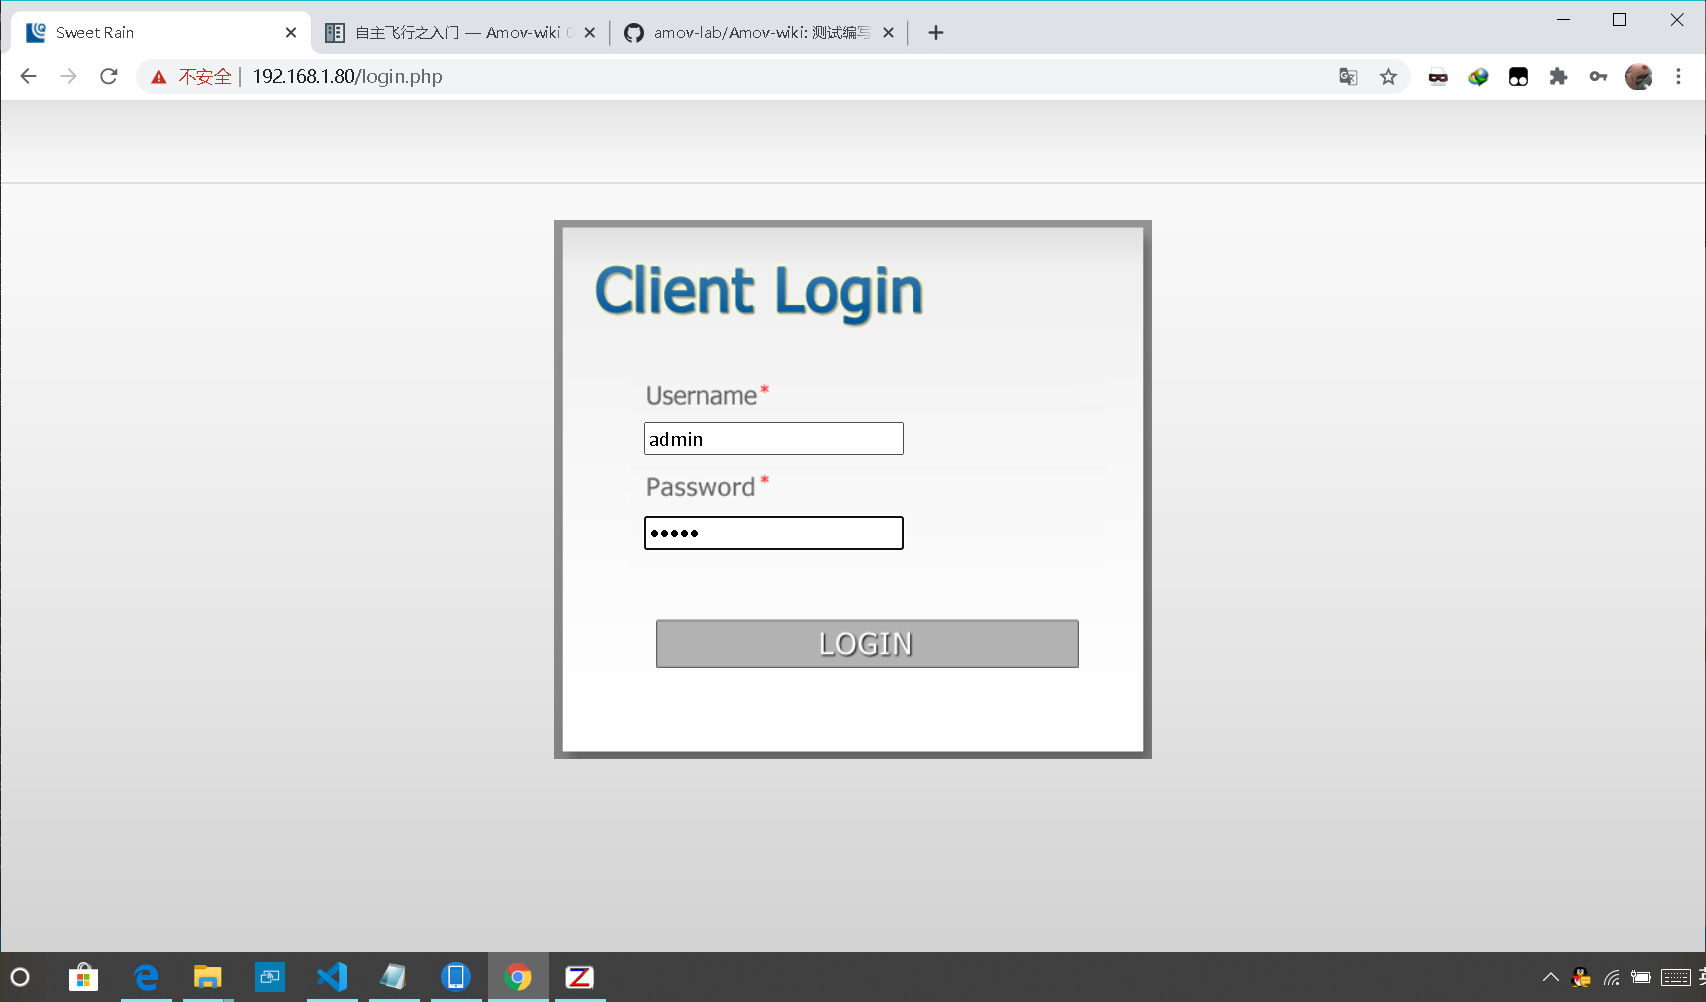 Sweet Rain
自主飞行之入门 — Amov-wiki
amov-lab/Amov-wiki: 测试编写
不安全 | 192.168.1.80/login.php
Client Login
Username*
admin
Password*
•••••
LOGIN